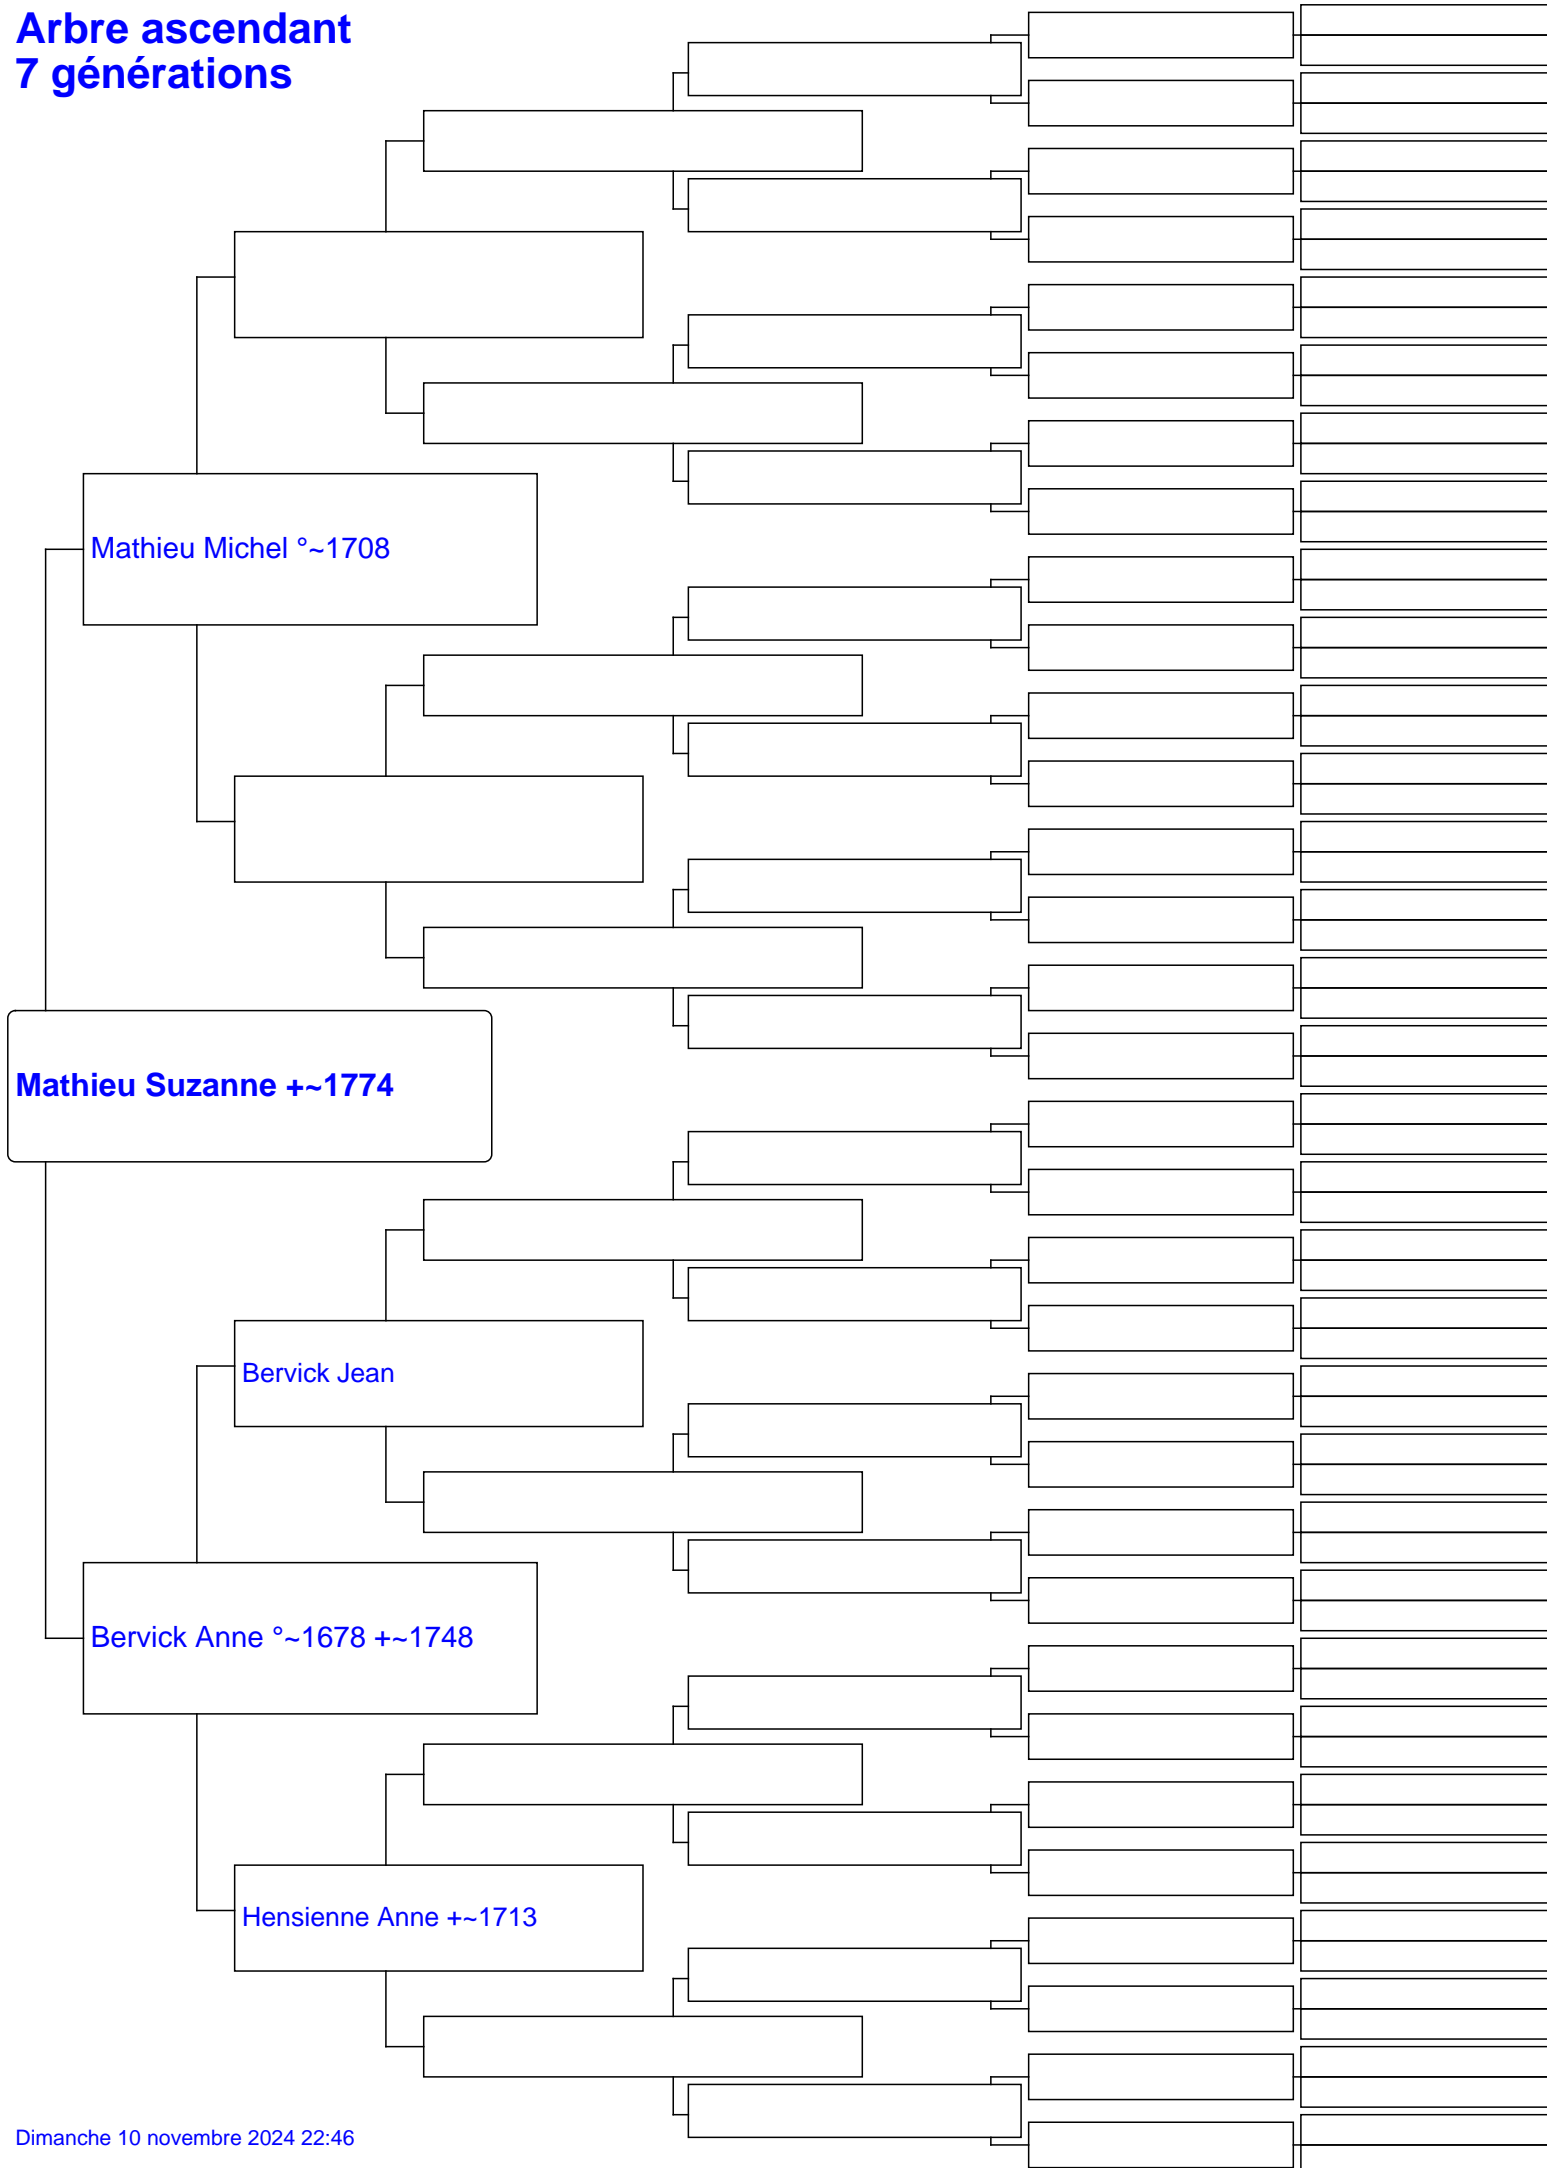 Arbre ascendant
7 générations
Mathieu Michel °~1708
Mathieu Suzanne +~1774
Bervick Jean
Bervick Anne °~1678 +~1748
Hensienne Anne +~1713
Dimanche 10 novembre 2024 22:46